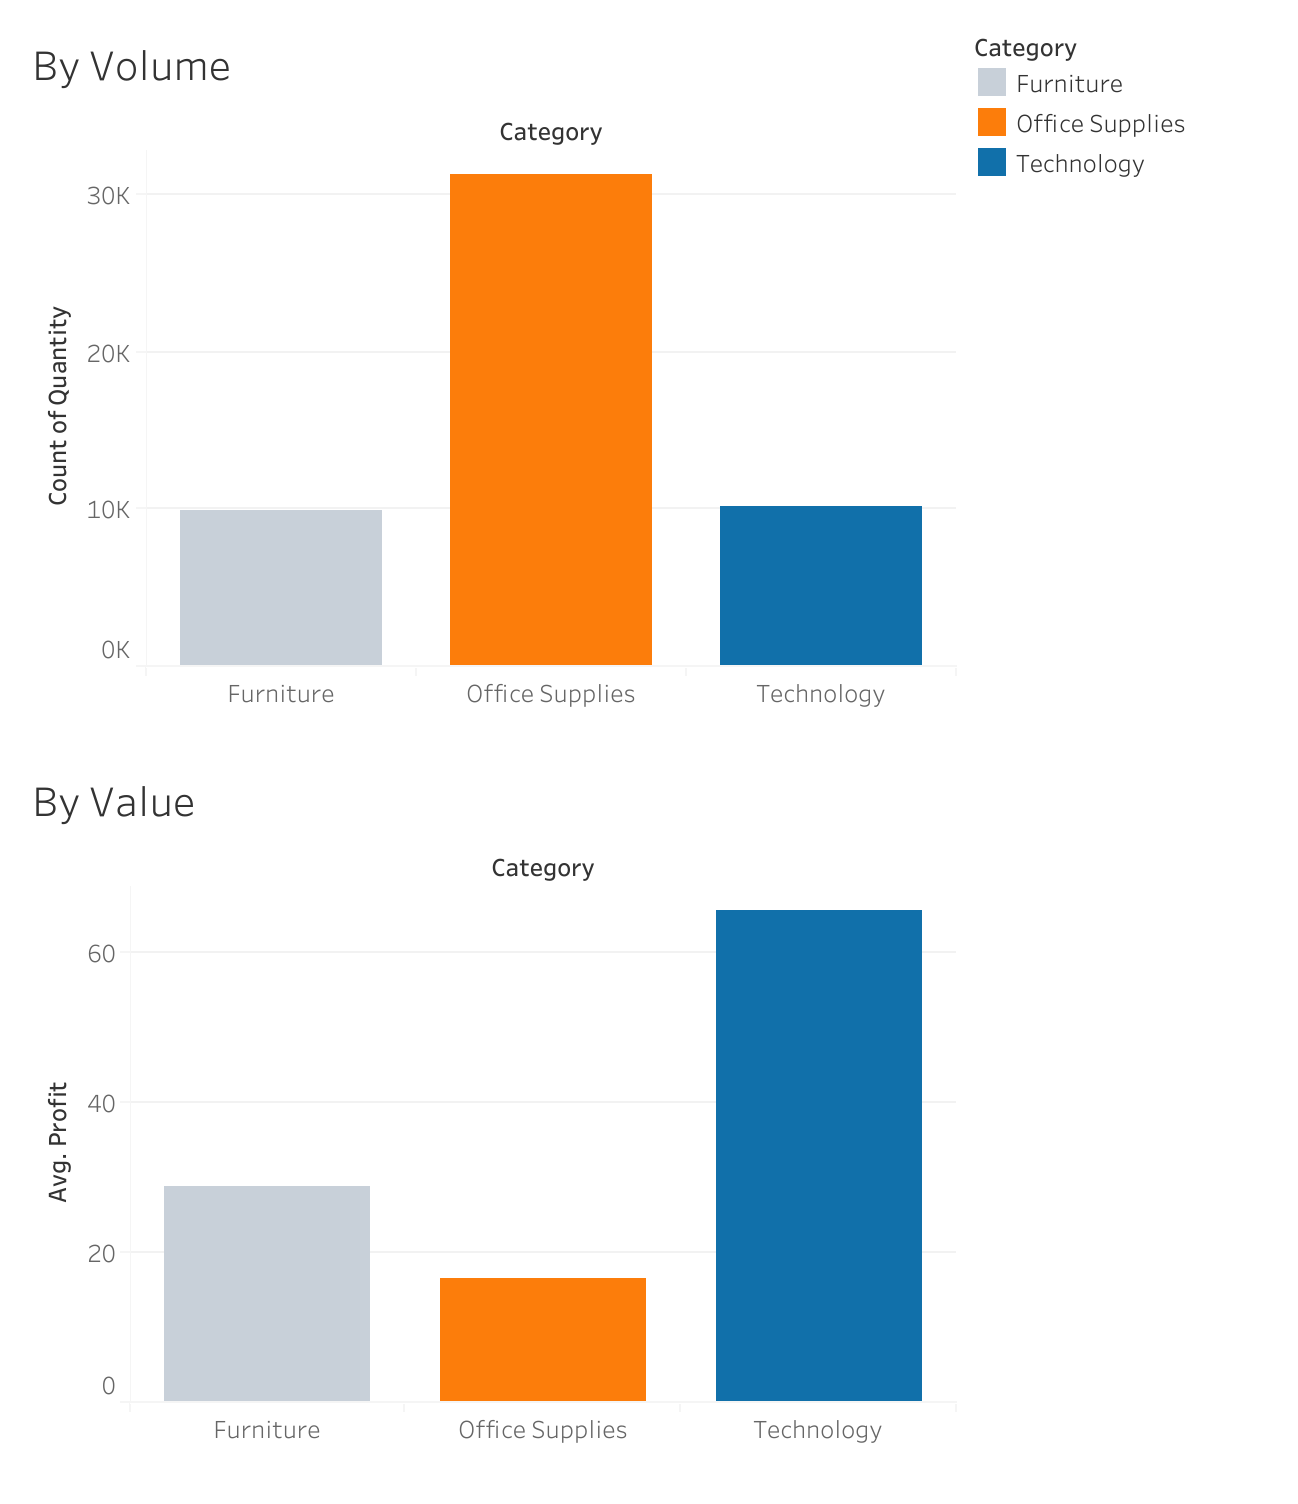 By Volume
Category
Furniture
Office Supplies
Technology
Category
30K
20K
10K
0K
Count of Quantity
Furniture
Office Supplies
Technology
By Value
Category
60
40
20
0
Avg. Profit
Furniture
Office Supplies
Technology